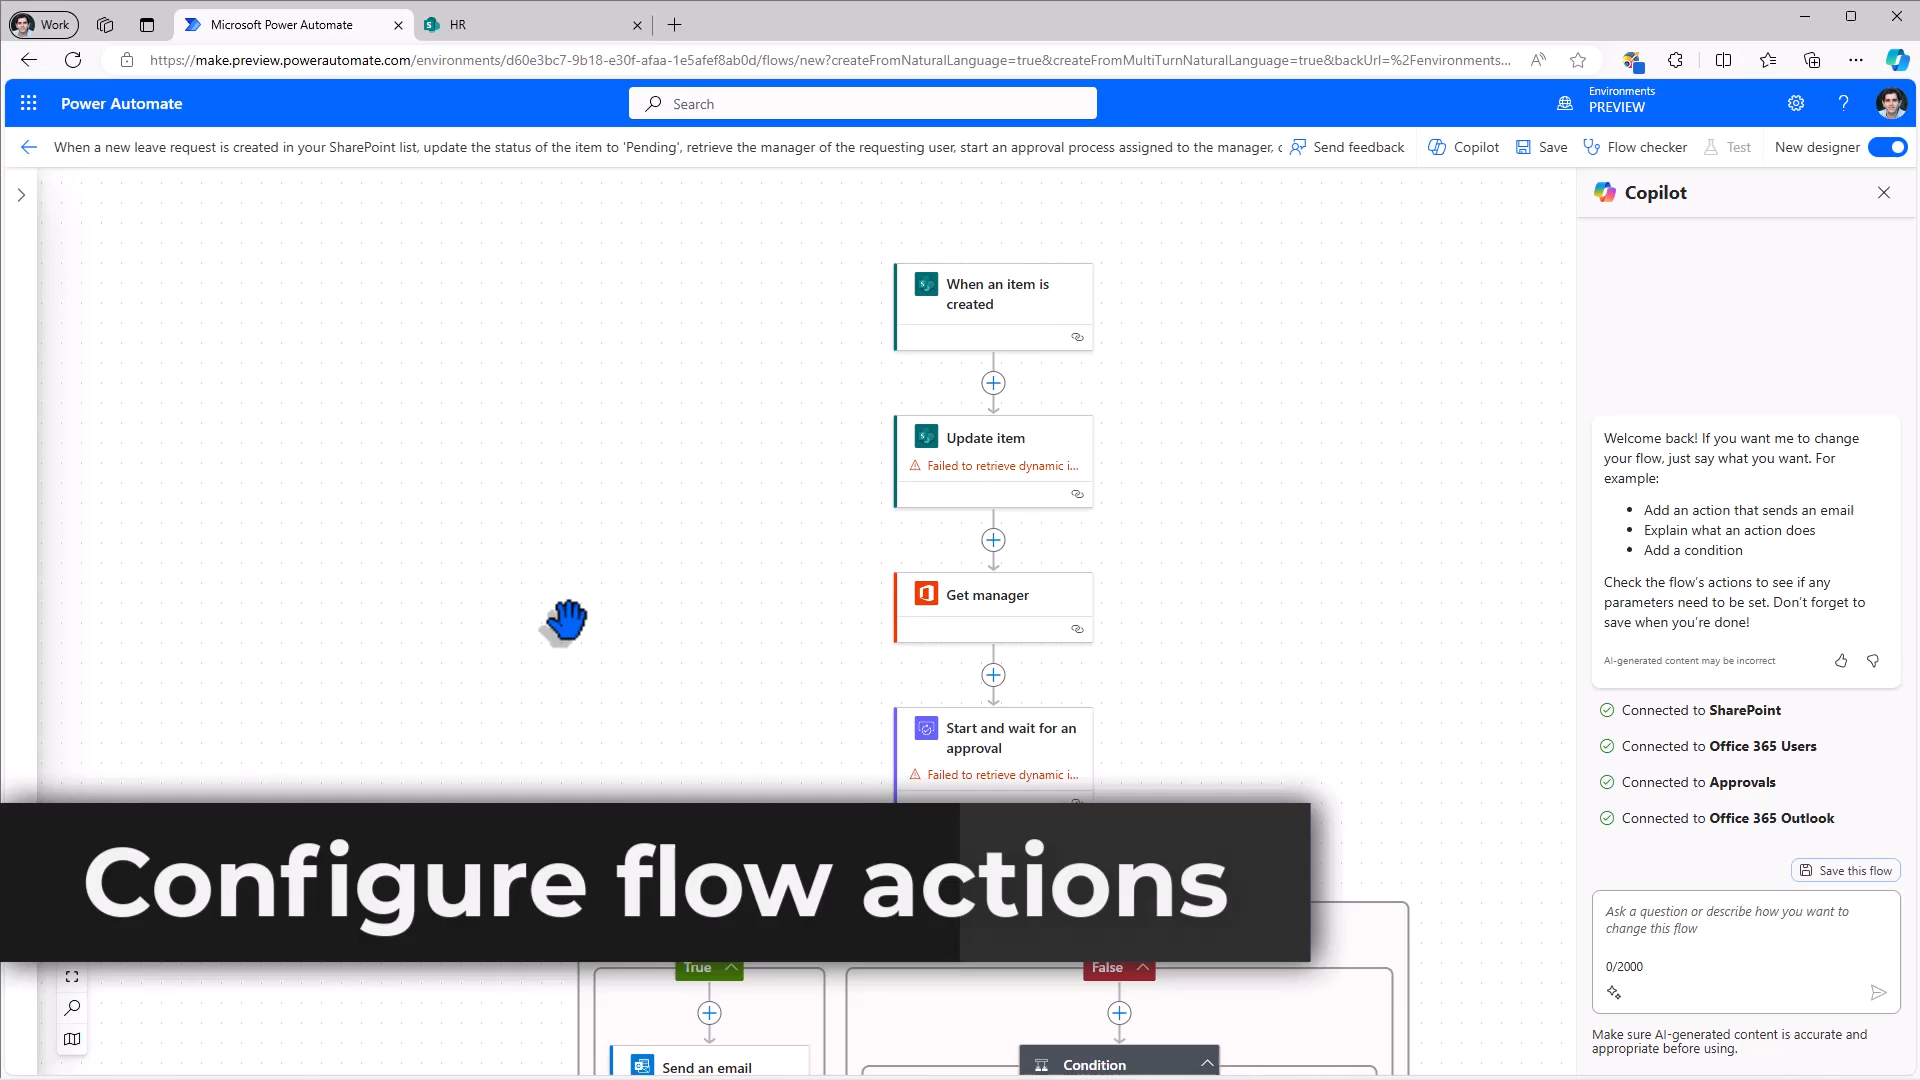 Work
Microsoft Power Automate
HR
https://make.preview.powerautomate.com/environments/d60e3bc7-9b18-e30f-afaa-1e5afef8ab0d/flows/new?createFromNaturalLanguage=true&createFromMultiTurnNaturalLanguage=true&backUrl=%2Fenvironments...
Power Automate
Search
Environments
PREVIEW
When a new leave request is created in your SharePoint list, update the status of the item to 'Pending', retrieve the manager of the requesting user, start an approval process assigned to the manager, c
Send feedback
Copilot
Save
Flow checker
Test
New designer
Copilot
When an item is
created
Update item
Failed to retrieve dynamic i...
Get manager
Start and wait for an
approval
Failed to retrieve dynamic i...
Configure flow actions
True
False
Send an email
Condition
Welcome back! If you want me to change
your flow, just say what you want. For
example:
• Add an action that sends an email
• Explain what an action does
• Add a condition
Check the flow's actions to see if any
parameters need to be set. Don't forget to
save when you're done!
AI-generated content may be incorrect
Connected to SharePoint
Connected to Office 365 Users
Connected to Approvals
Connected to Office 365 Outlook
Save this flow
Ask a question or describe how you want to
change this flow
0/2000
Make sure AI-generated content is accurate and
appropriate before using.